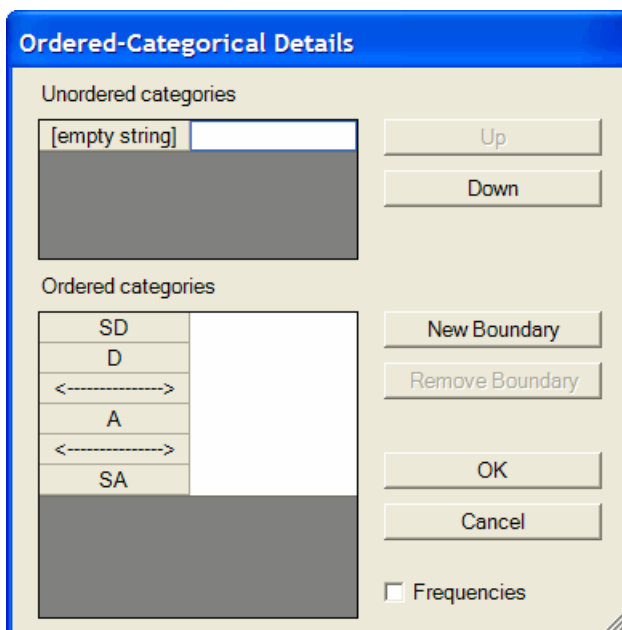 Ordered-Categorical Details
Unordered categories
[empty string]
Up
Down
Ordered categories
SD
D
<--------------->
A
<--------------->
SA
New Boundary
Remove Boundary
OK
Cancel
Frequencies